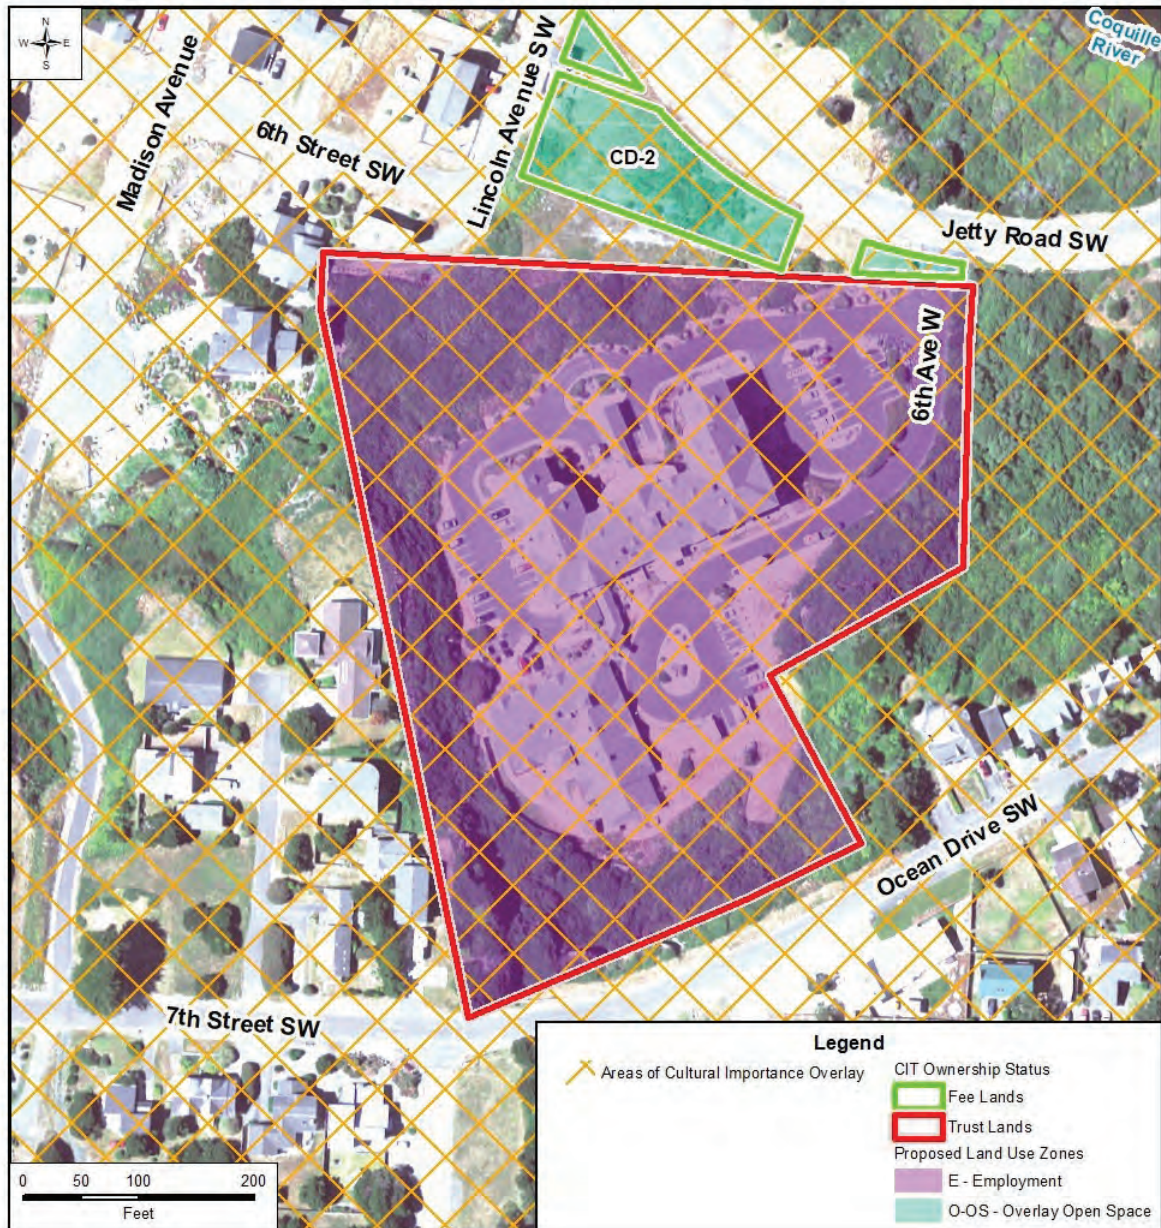 N
W E
S
Madison Avenue
6th Street SW
Lincoln Avenue SW
Coquille
River
CD-2
Jetty Road SW
6th Ave W
Ocean Drive SW
7th Street SW
Legend
Areas of Cultural Importance Overlay
CIT Ownership Status
Fee Lands
Trust Lands
Proposed Land Use Zones
E - Employment
O-OS - Overlay Open Space
0 50 100 200
Feet